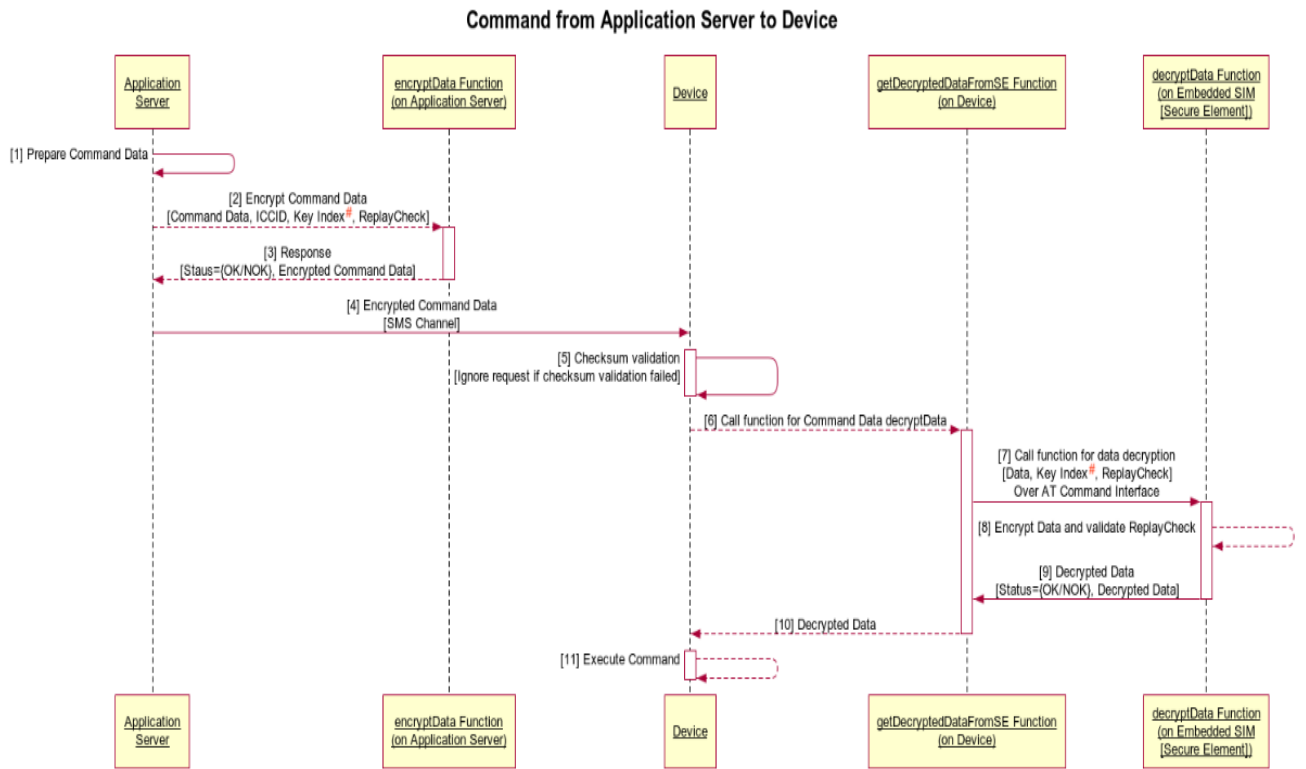 Command from Application Server to Device
Application
Server
encryptData Function
(on Application Server)
Device
getDecryptedDataFromSE Function
(on Device)
decryptData Function
(on Embedded SIM
[Secure Element])
[1] Prepare Command Data
[2] Encrypt Command Data
[Command Data, ICCID, Key Index#, ReplayCheck]
[3] Response
[Staus={OK/NOK}, Encrypted Command Data]
[4] Encrypted Command Data
[SMS Channel]
[5] Checksum validation
[Ignore request if checksum validation failed]
[6] Call function for Command Data decryptData
[7] Call function for data decryption
[Data, Key Index#, ReplayCheck]
Over AT Command Interface
[8] Encrypt Data and validate ReplayCheck
[9] Decrypted Data
[Status={OK/NOK}, Decrypted Data]
[10] Decrypted Data
[11] Execute Command
Application
Server
encryptData Function
(on Application Server)
Device
getDecryptedDataFromSE Function
(on Device)
decryptData Function
(on Embedded SIM
[Secure Element])